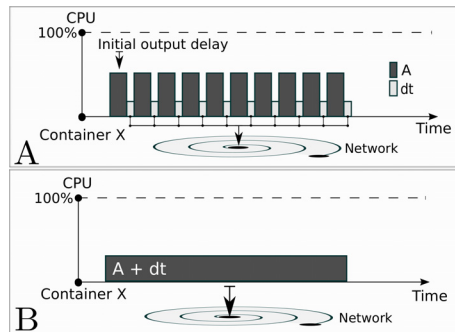 CPU
100%
Initial output delay
A
dt
Container X
Time
Network
A
CPU
100%
A + dt
Container X
Time
Network
B